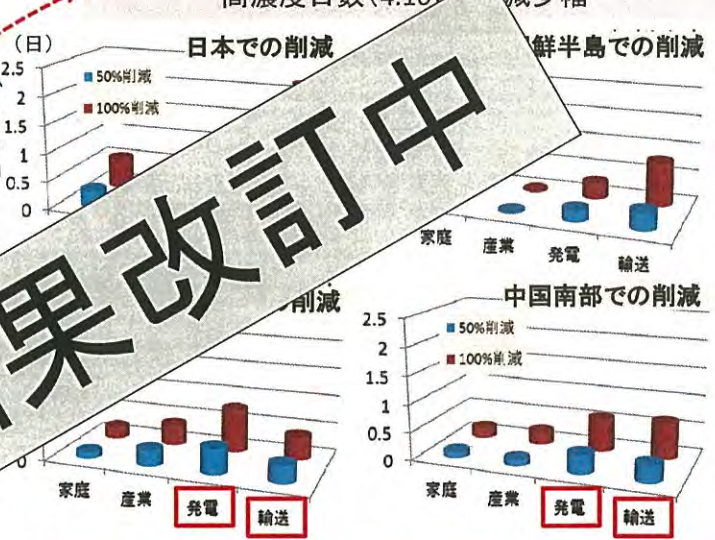 高濃度日数(4.10)
減少幅
(日)
日本での削減
鮮半島での削減
2.5
2
1.5
1
0.5
0
50%削減
100%削減
家庭
産業
発電
輸送
果改訂中
の削減
0
家庭
産業
発電
輸送
中国南部での削減
2.5
2
1.5
1
0.5
0
50%削減
100%削減
家庭
産業
発電
輸送